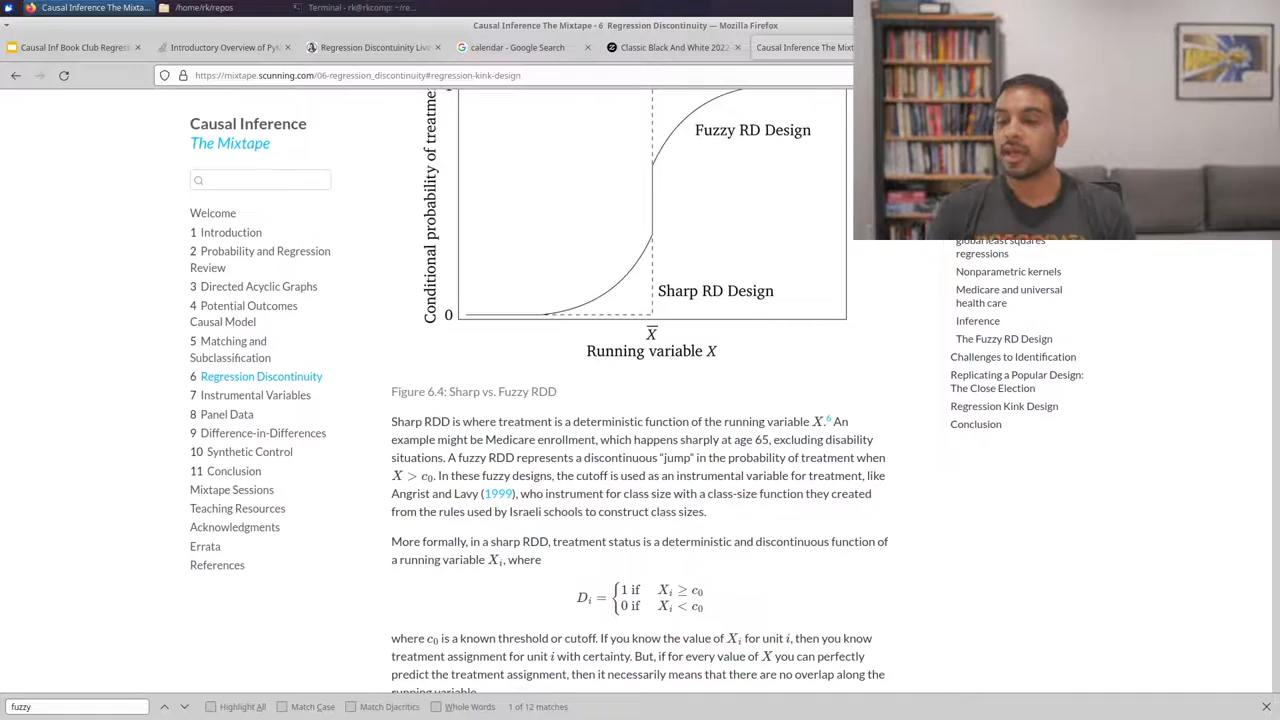 Causal Inference The Mixtape...
/home/rk/repos
Terminal - rk@rkcomp: ~/re...
Causal Inference The Mixtape - 6 Regression Discontinuity — Mozilla Firefox
Causal Inf Book Club Regress
Introductory Overview of PyM
Regression Discontinuity Live
calendar - Google Search
Classic Black And White 2022
Causal Inference The Mixtap
https://mixtape.scunning.com/06-regression_discontinuity#regression-kink-design
Causal Inference
The Mixtape
Welcome
1 Introduction
2 Probability and Regression
Review
3 Directed Acyclic Graphs
4 Potential Outcomes
Causal Model
5 Matching and
Subclassification
6 Regression Discontinuity
7 Instrumental Variables
8 Panel Data
9 Difference-in-Differences
10 Synthetic Control
11 Conclusion
Mixtape Sessions
Teaching Resources
Acknowledgments
Errata
References
Conditional probability of treatme
Fuzzy RD Design
Sharp RD Design
0
X̅
Running variable X
Figure 6.4: Sharp vs. Fuzzy RDD
Sharp RDD is where treatment is a deterministic function of the running variable X.⁶ An
example might be Medicare enrollment, which happens sharply at age 65, excluding disability
situations. A fuzzy RDD represents a discontinuous “jump” in the probability of treatment when
X > c₀. In these fuzzy designs, the cutoff is used as an instrumental variable for treatment, like
Angrist and Lavy (1999), who instrument for class size with a class-size function they created
from the rules used by Israeli schools to construct class sizes.
More formally, in a sharp RDD, treatment status is a deterministic and discontinuous function of
a running variable Xᵢ, where
Dᵢ = { 1 if Xᵢ ≥ c₀
0 if Xᵢ < c₀
where c₀ is a known threshold or cutoff. If you know the value of Xᵢ for unit i, then you know
treatment assignment for unit i with certainty. But, if for every value of X you can perfectly
predict the treatment assignment, then it necessarily means that there are no overlap along the
running variable.
global/least squares
regressions
Nonparametric kernels
Medicare and universal
health care
Inference
The Fuzzy RD Design
Challenges to Identification
Replicating a Popular Design:
The Close Election
Regression Kink Design
Conclusion
fuzzy
Highlight All
Match Case
Match Diacritics
Whole Words
1 of 12 matches